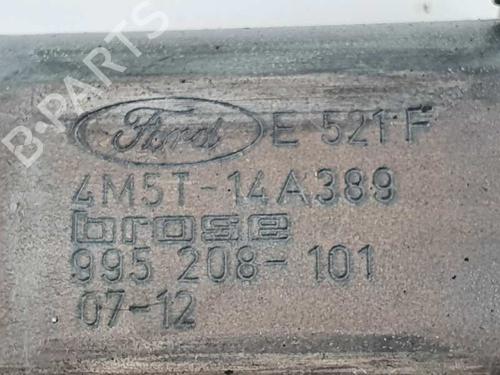 Ford E 521 F
4M5T-14A389
brose
995 208-101
07-12
B-PARTS